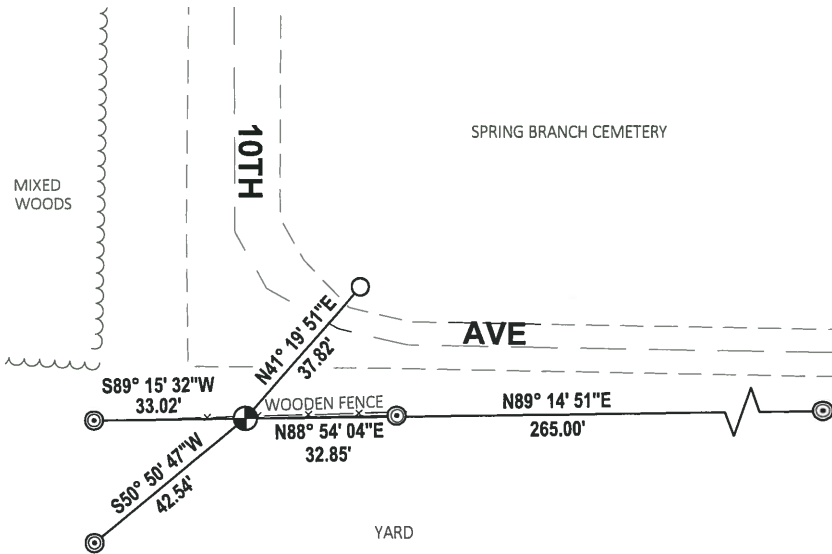 10TH
SPRING BRANCH CEMETERY
MIXED
WOODS
N41° 19' 51"E
37.82'
AVE
S89° 15' 32"W
33.02'
WOODEN FENCE
N88° 54' 04"E
32.85'
N89° 14' 51"E
265.00'
S50° 50' 47"W
42.54'
YARD